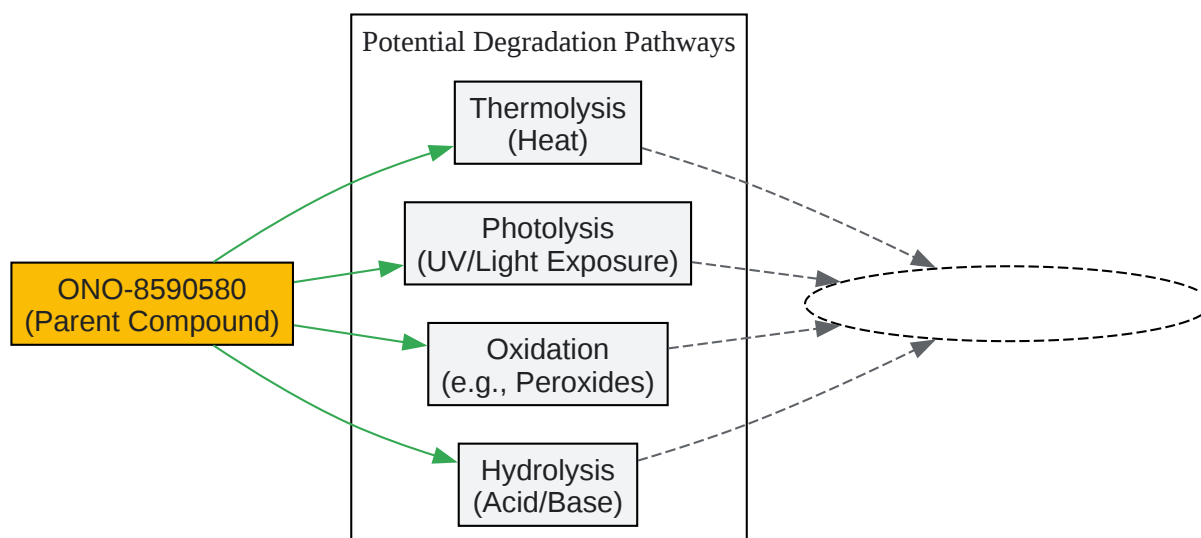 Potential Degradation Pathways
Thermolysis
(Heat)
Photolysis
(UV/Light Exposure)
ONO-8590580
(Parent Compound)
Oxidation
(e.g., Peroxides)
Hydrolysis
(Acid/Base)